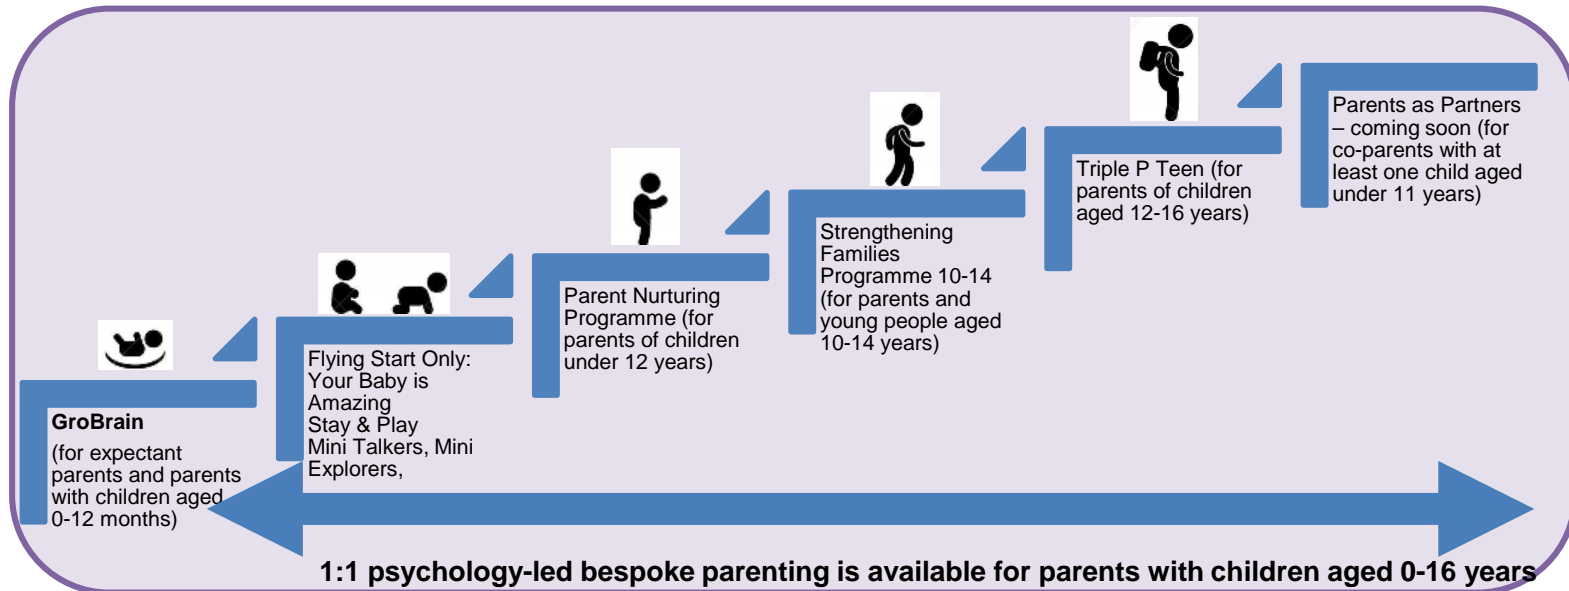 GroBrain
(for expectant
parents and parents
with children aged
0-12 months)
Flying Start Only:
Your Baby is
Amazing
Stay & Play
Mini Talkers, Mini
Explorers,
Parent Nurturing
Programme (for
parents of children
under 12 years)
Strengthening
Families
Programme 10-14
(for parents and
young people aged
10-14 years)
Triple P Teen (for
parents of children
aged 12-16 years)
Parents as Partners
– coming soon (for
co-parents with at
least one child aged
under 11 years)
1:1 psychology-led bespoke parenting is available for parents with children aged 0-16 years